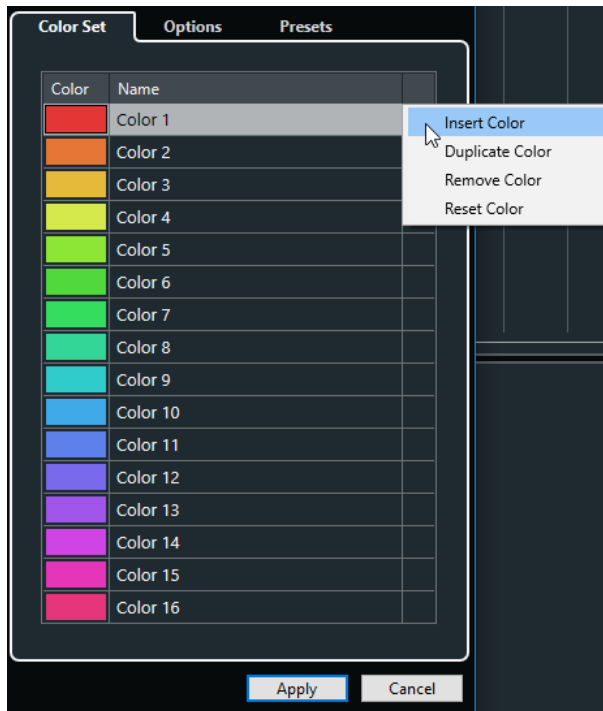 Color Set Options Presets
Color Name
Color 1
Insert Color
Color 2
Duplicate Color
Color 3
Remove Color
Color 4
Reset Color
Color 5
Color 6
Color 7
Color 8
Color 9
Color 10
Color 11
Color 12
Color 13
Color 14
Color 15
Color 16
Apply Cancel